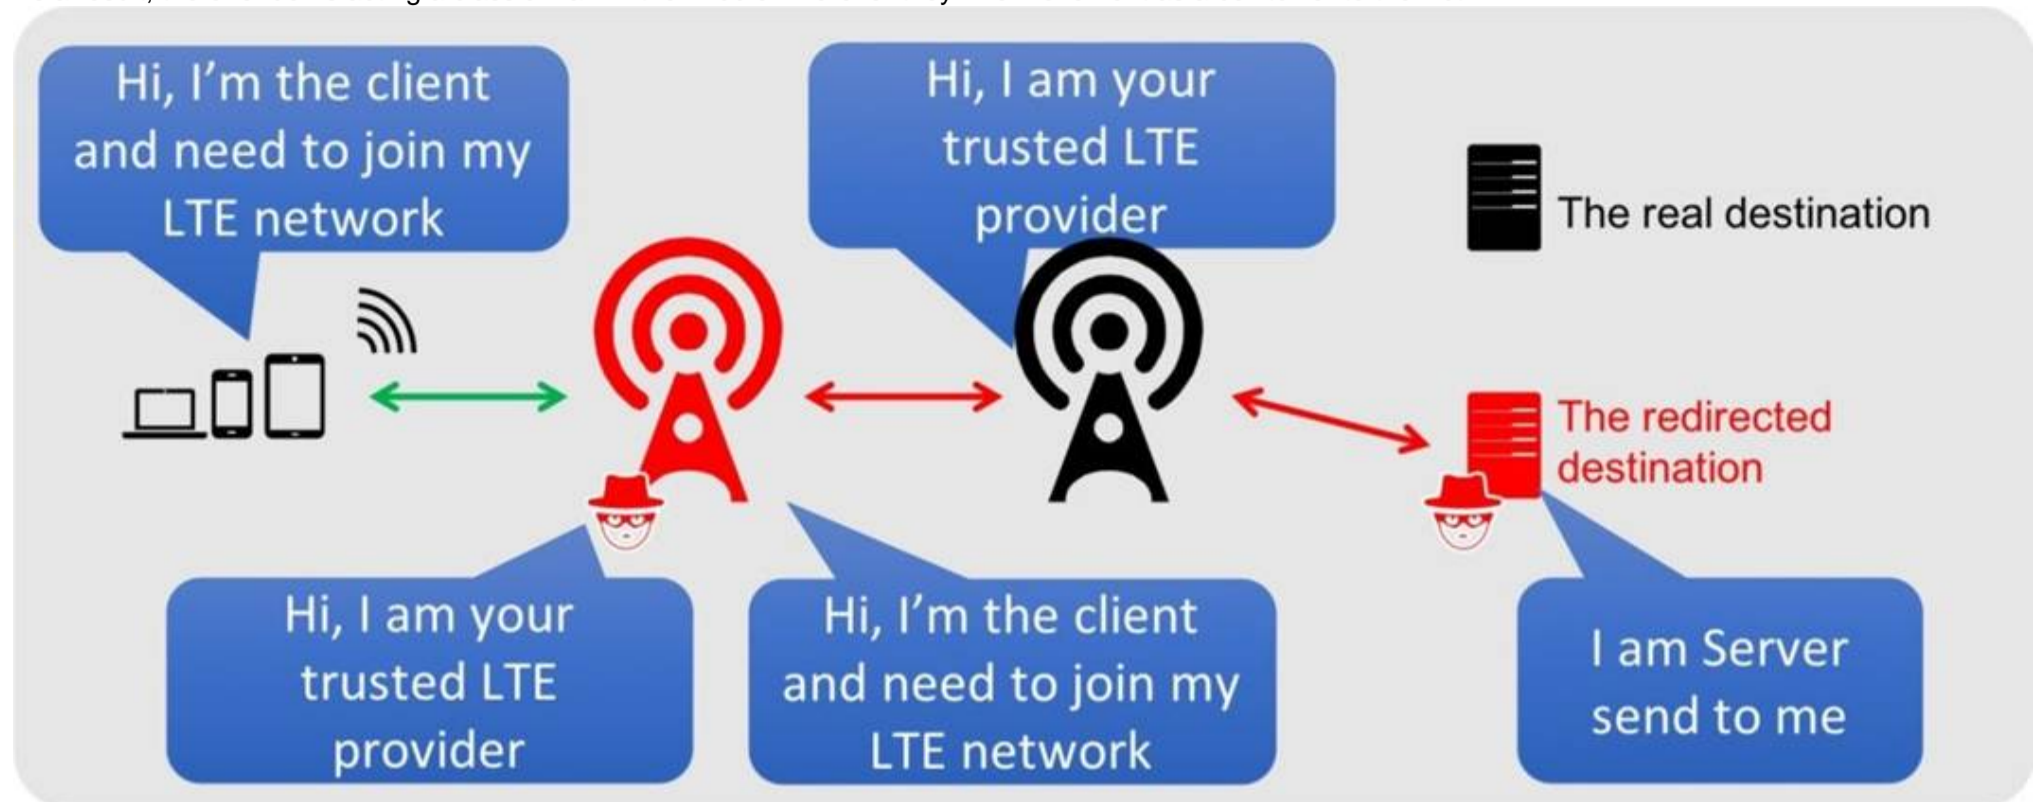 Hi, I'm the client
and need to join my
LTE network
Hi, I am your
trusted LTE
provider
The real destination
The redirected
destination
Hi, I am your
trusted LTE
provider
Hi, I'm the client
and need to join my
LTE network
I am Server
send to me